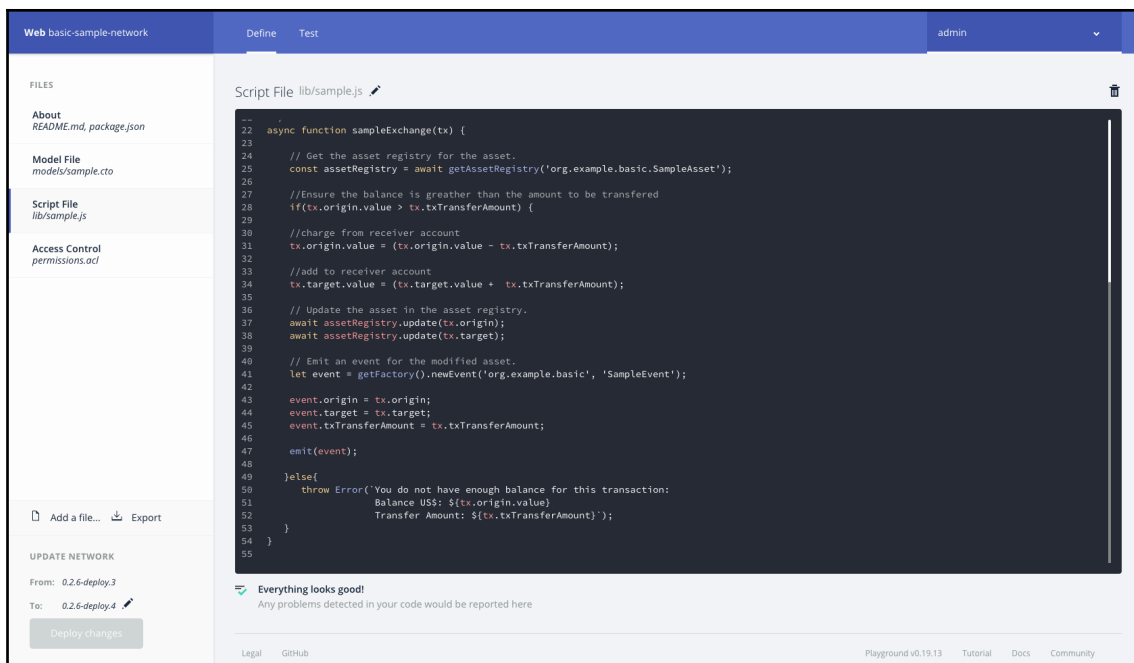 Web basic-sample-network
Define Test
admin
FILES
About
README.md, package.json
Model File
models/sample.cto
Script File
lib/sample.js
Access Control
permissions.acl
Add a file... Export
UPDATE NETWORK
From: 0.2.6-deploy.3
To: 0.2.6-deploy.4
Deploy changes
Script File lib/sample.js
22 async function sampleExchange(tx) {
23
24 // Get the asset registry for the asset.
25 const assetRegistry = await getAssetRegistry('org.example.basic.SampleAsset');
26
27 //Ensure the balance is greather than the amount to be transfered
28 if(tx.origin.value > tx.txTransferAmount) {
29
30 //charge from receiver account
31 tx.origin.value = (tx.origin.value - tx.txTransferAmount);
32
33 //add to receiver account
34 tx.target.value = (tx.target.value +  tx.txTransferAmount);
35
36 // Update the asset in the asset registry.
37 await assetRegistry.update(tx.origin);
38 await assetRegistry.update(tx.target);
39
40 // Emit an event for the modified asset.
41 let event = getFactory().newEvent('org.example.basic', 'SampleEvent');
42
43 event.origin = tx.origin;
44 event.target = tx.target;
45 event.txTransferAmount = tx.txTransferAmount;
46
47 emit(event);
48
49 }else{
50 throw Error(`You do not have enough balance for this transaction:
51 Balance US$: ${tx.origin.value}
52 Transfer Amount: ${tx.txTransferAmount}`);
53 }
54 }
55
Everything looks good!
Any problems detected in your code would be reported here
Legal GitHub
Playground v0.19.13 Tutorial Docs Community